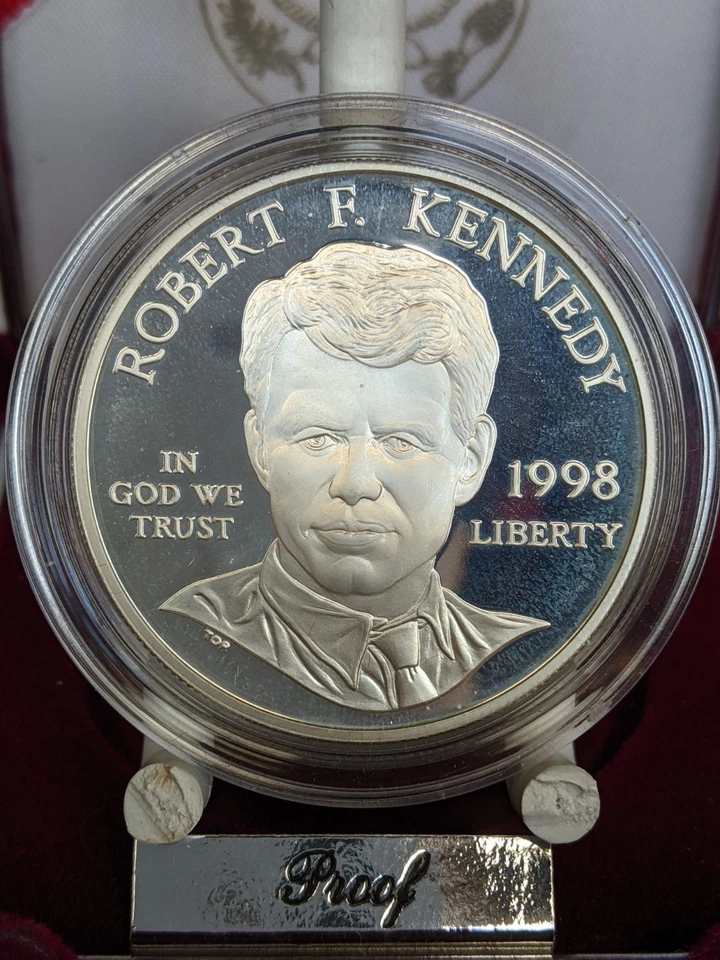 ROBERT F. KENNEDY
IN
GOD WE
TRUST
1998
LIBERTY
Proof